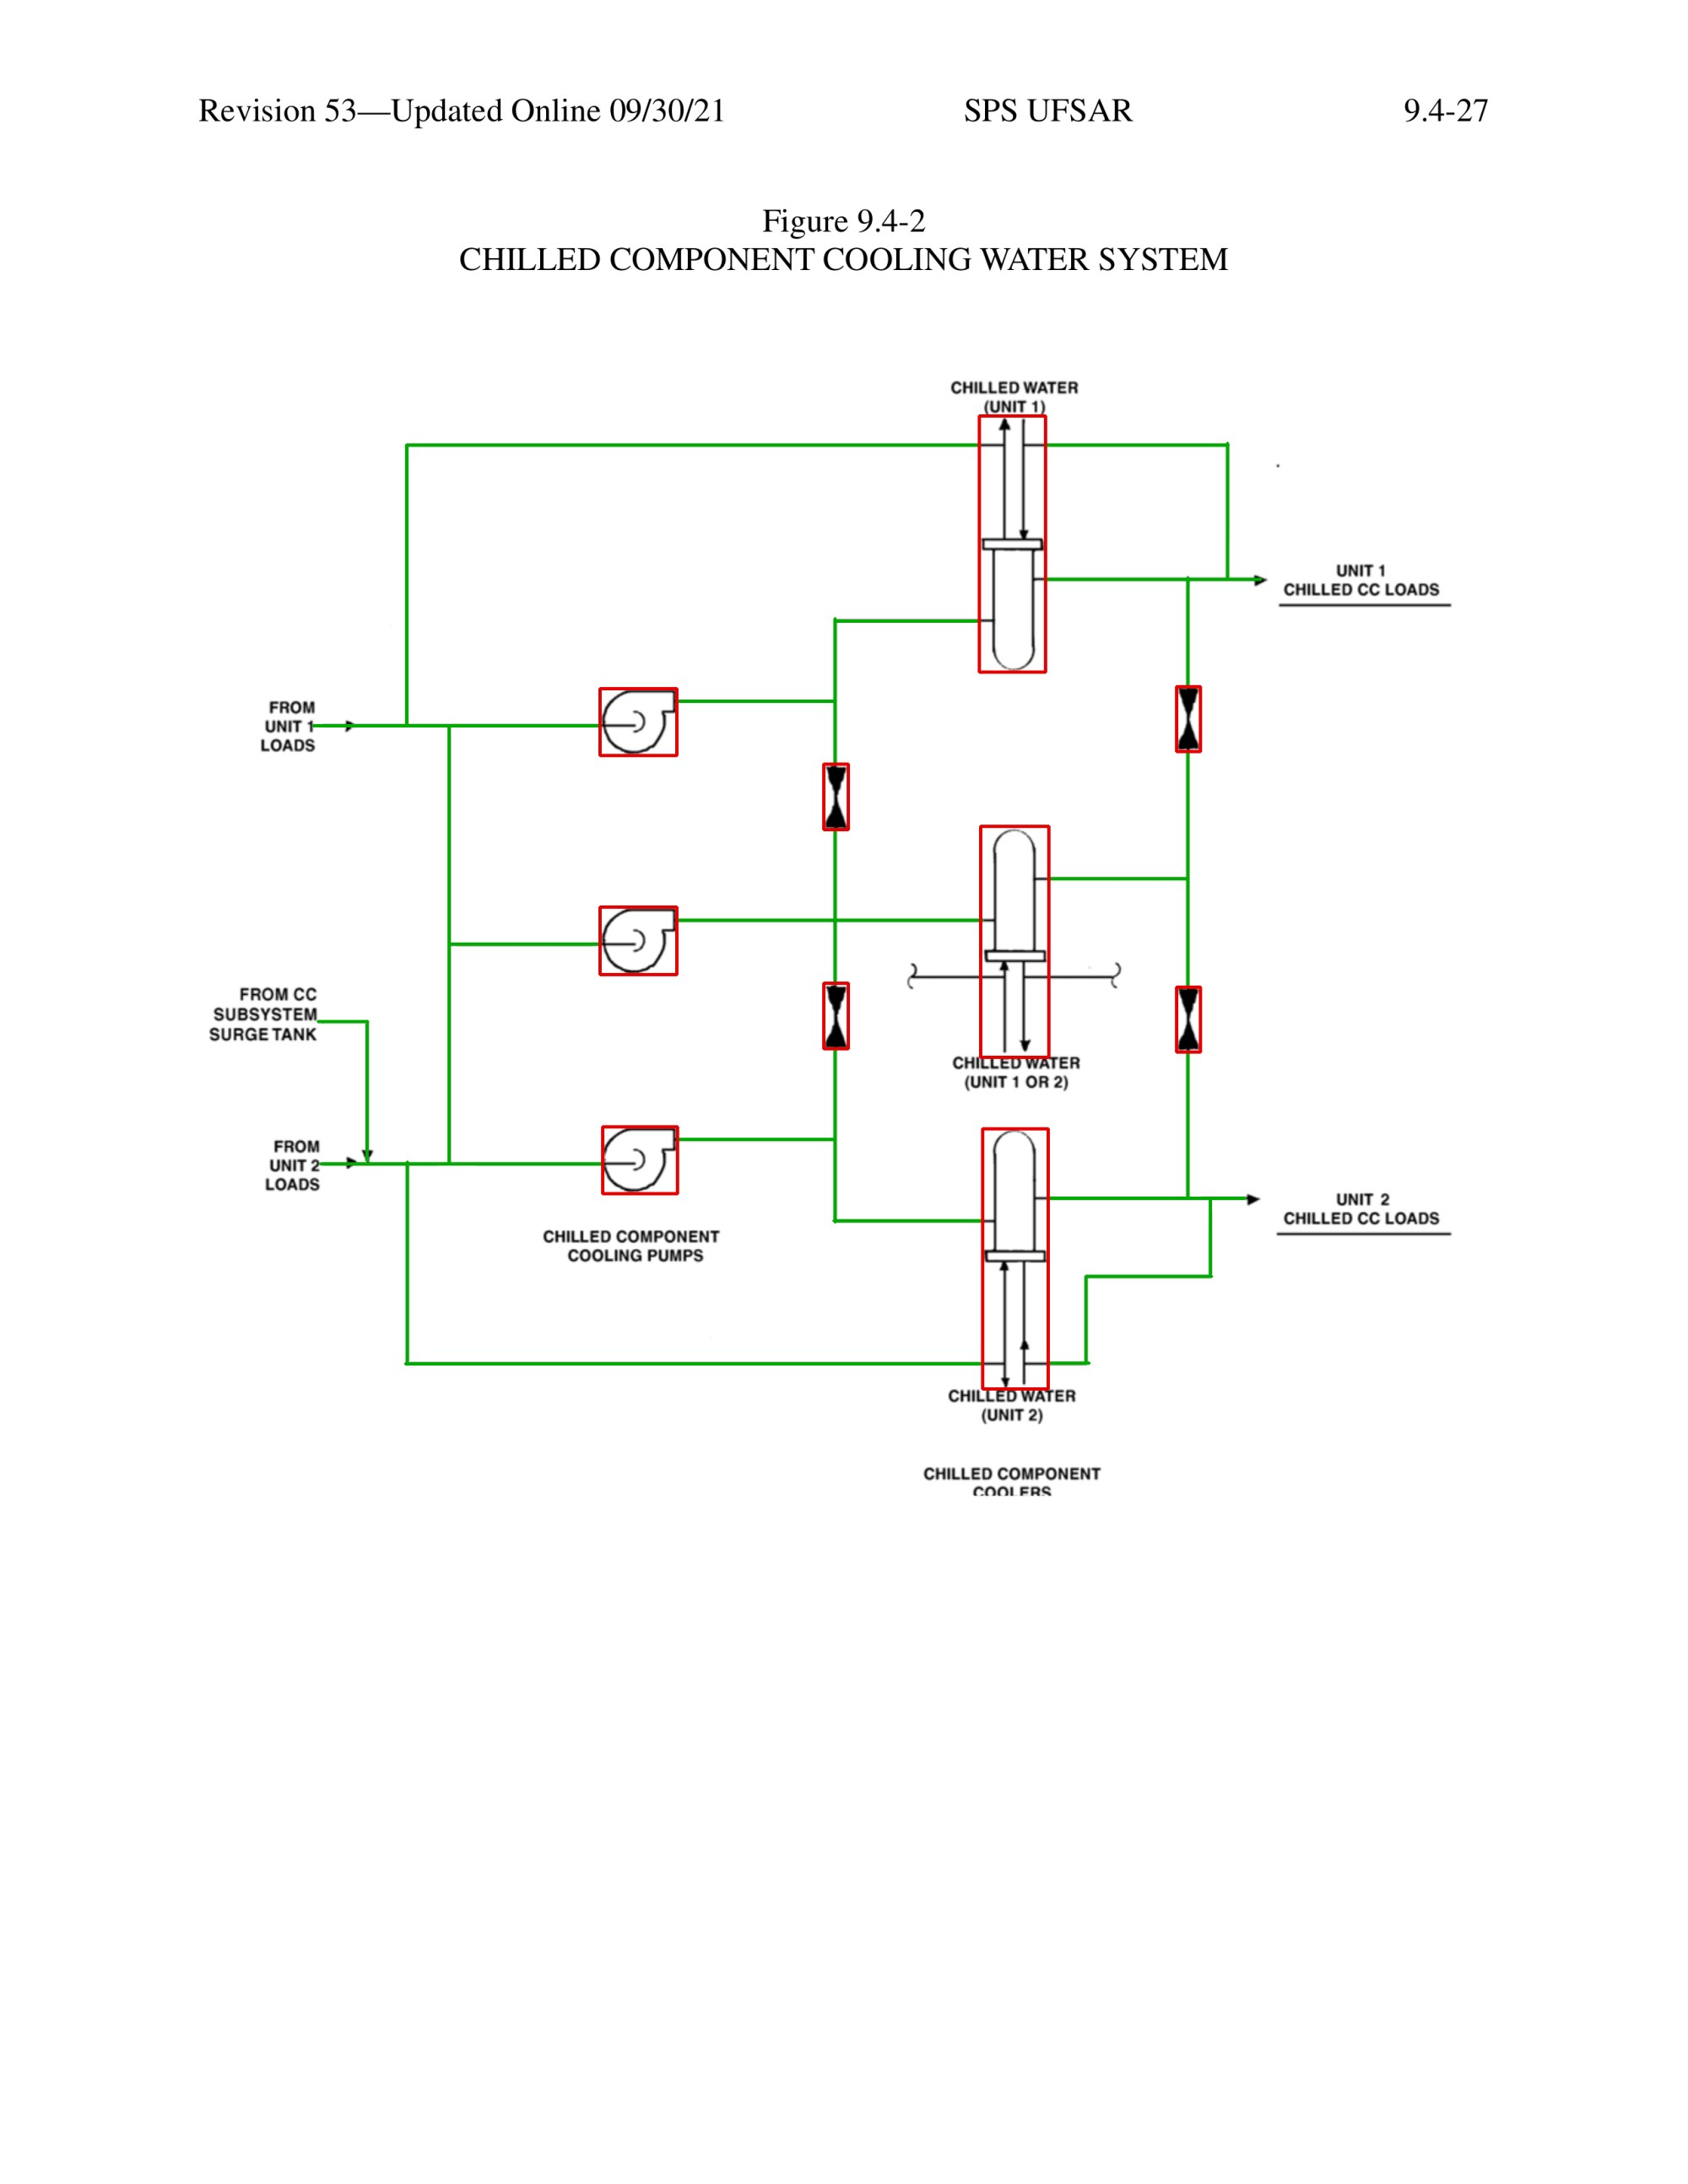 Revision 53—Updated Online 09/30/21 SPS UFSAR 9.4-27
Figure 9.4-2
CHILLED COMPONENT COOLING WATER SYSTEM
CHILLED WATER
(UNIT 1)
UNIT 1
CHILLED CC LOADS
FROM
UNIT 1
LOADS
FROM CC
SUBSYSTEM
SURGE TANK
CHILLED WATER
(UNIT 1 OR 2)
FROM
UNIT 2
LOADS
UNIT 2
CHILLED CC LOADS
CHILLED COMPONENT
COOLING PUMPS
CHILLED WATER
(UNIT 2)
CHILLED COMPONENT
COOLERS